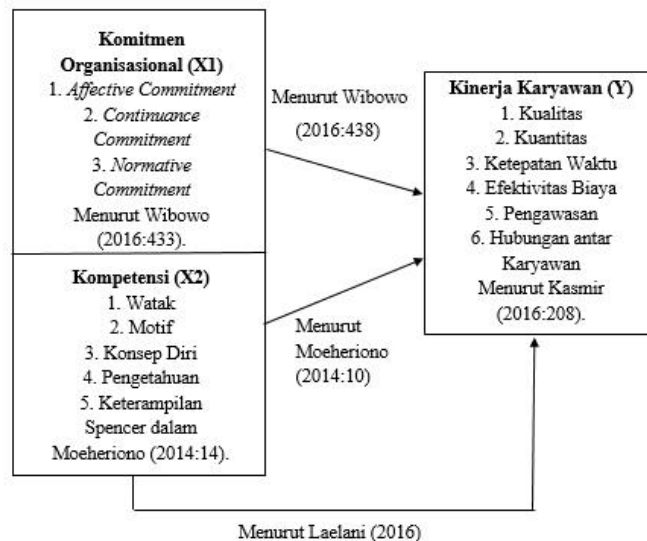 Komitmen
Organisasional (X1)
1. Affective Commitment
2. Continuance
Commitment
3. Normative
Commitment
Menurut Wibowo
(2016:433).
Kompetensi (X2)
1. Watak
2. Motif
3. Konsep Diri
4. Pengetahuan
5. Keterampilan
Spencer dalam
Moeheriono (2014:14).
Menurut Wibowo
(2016:438)
Menurut
Moeheriono
(2014:10)
Kinerja Karyawan (Y)
1. Kualitas
2. Kuantitas
3. Ketepatan Waktu
4. Efektivitas Biaya
5. Pengawasan
6. Hubungan antar
Karyawan
Menurut Kasmir
(2016:208).
Menurut Laelani (2016)